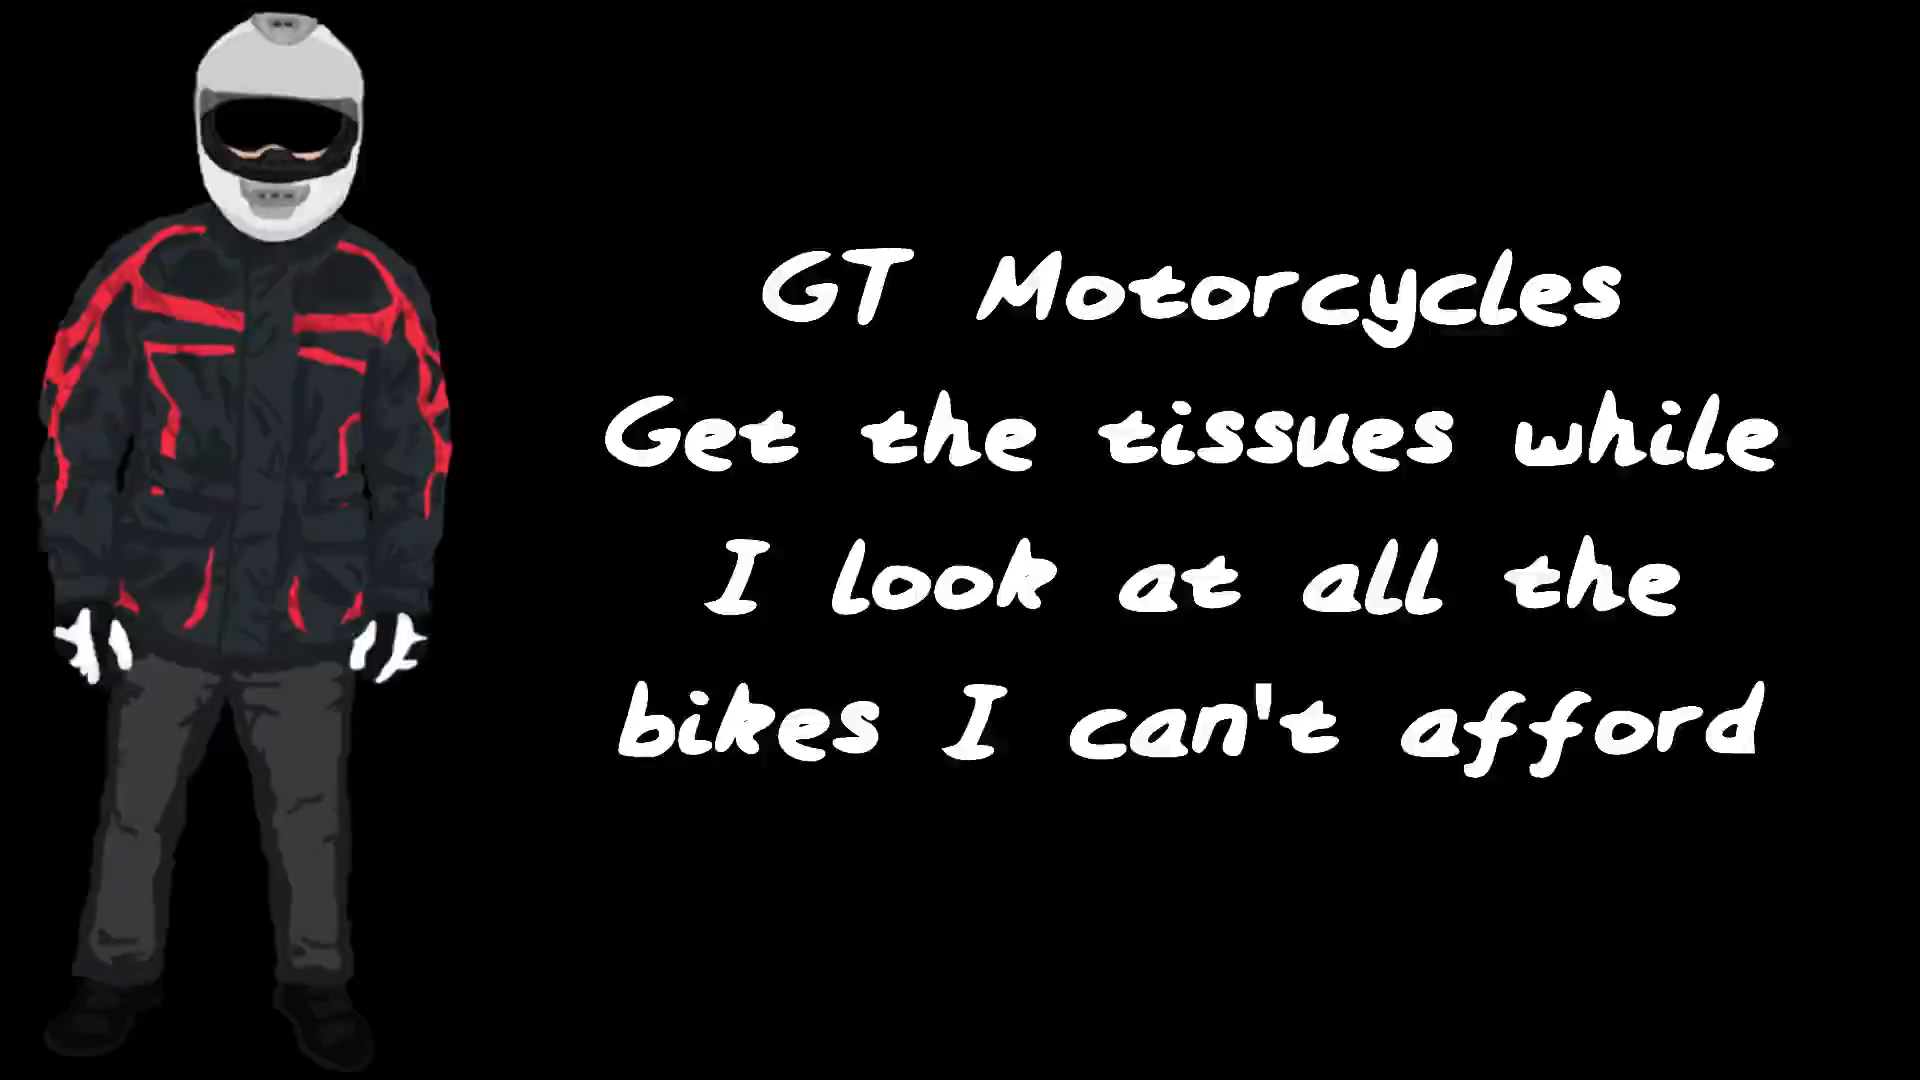 GT Motorcycles
Get the tissues while
I look at all the
bikes I can't afford